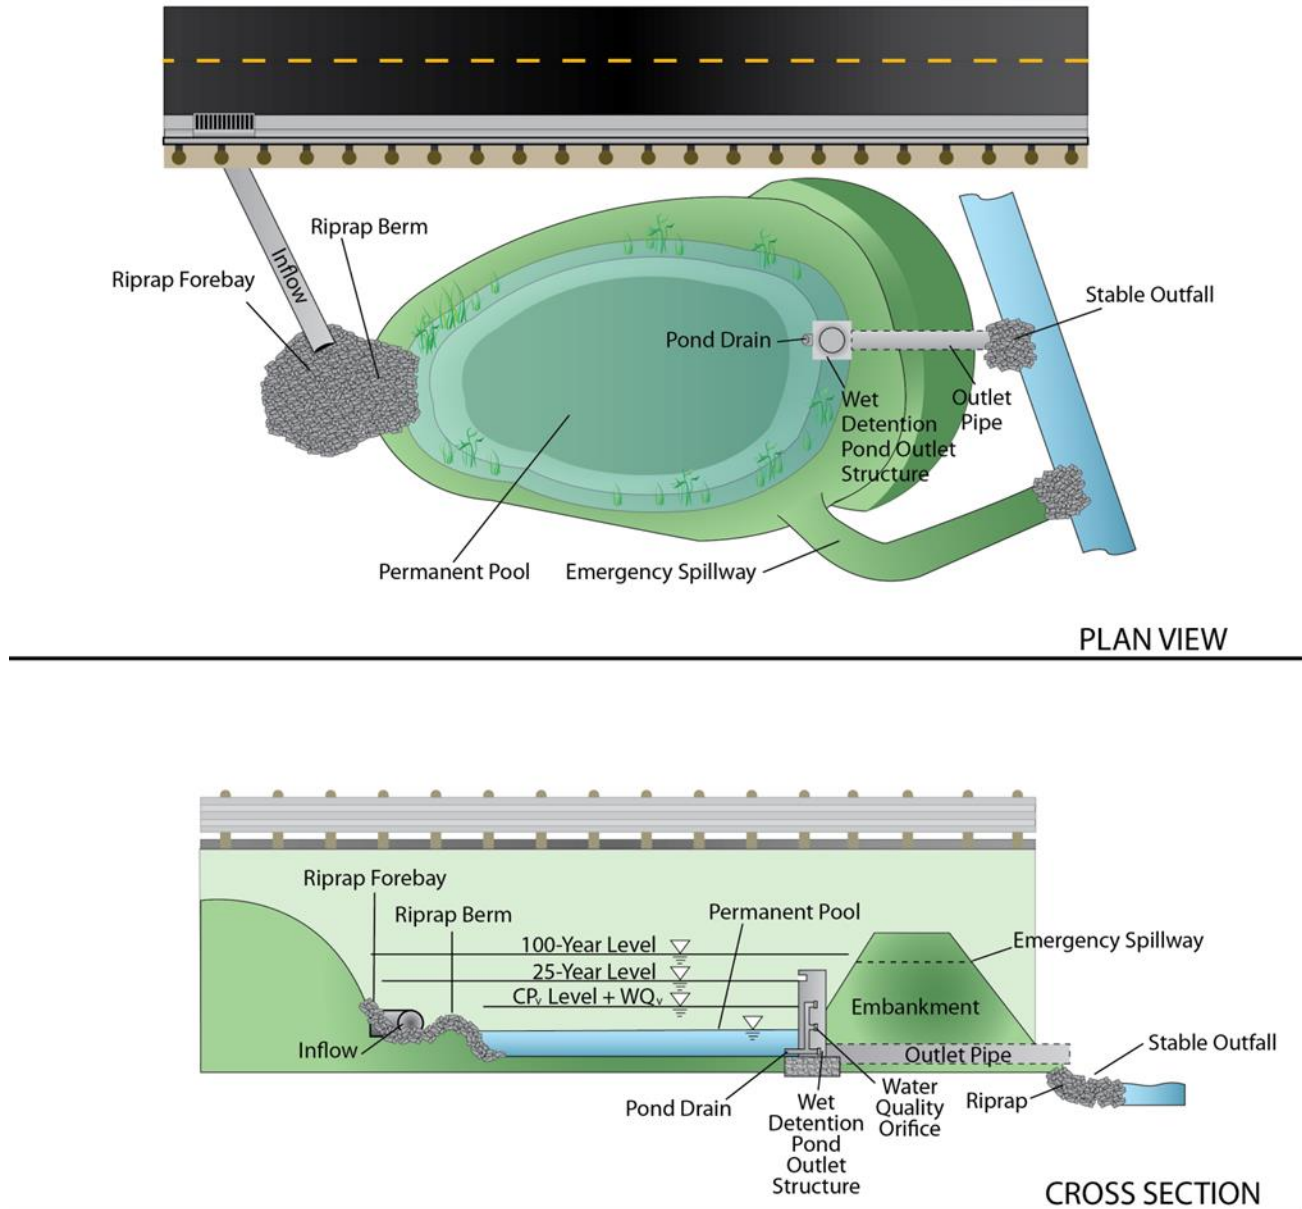 Riprap Berm
Riprap Forebay
Inflow
Stable Outfall
Pond Drain
Wet
Detention
Pond Outlet
Structure
Outlet
Pipe
Permanent Pool
Emergency Spillway
PLAN VIEW
Riprap Forebay
Riprap Berm
Permanent Pool
100-Year Level
Emergency Spillway
25-Year Level
CPv Level + WQv
Embankment
Inflow
Outlet Pipe
Stable Outfall
Pond Drain
Wet
Detention
Pond
Outlet
Structure
Water
Quality
Orifice
Riprap
CROSS SECTION